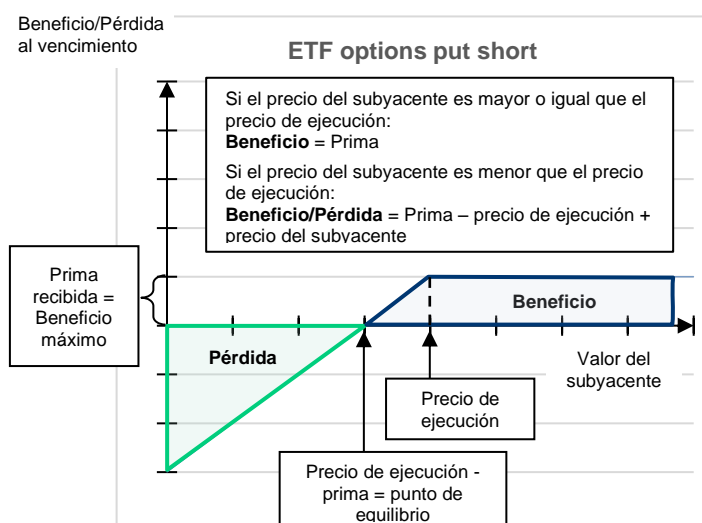 Beneficio/Pérdida
al vencimiento
ETF options put short
Si el precio del subyacente es mayor o igual que el
precio de ejecución:
Beneficio = Prima
Si el precio del subyacente es menor que el precio
de ejecución:
Beneficio/Pérdida = Prima – precio de ejecución +
precio del subyacente
Prima
recibida =
Beneficio
máximo
Beneficio
Pérdida
Valor del
subyacente
Precio de
ejecución
Precio de ejecución -
prima = punto de
equilibrio